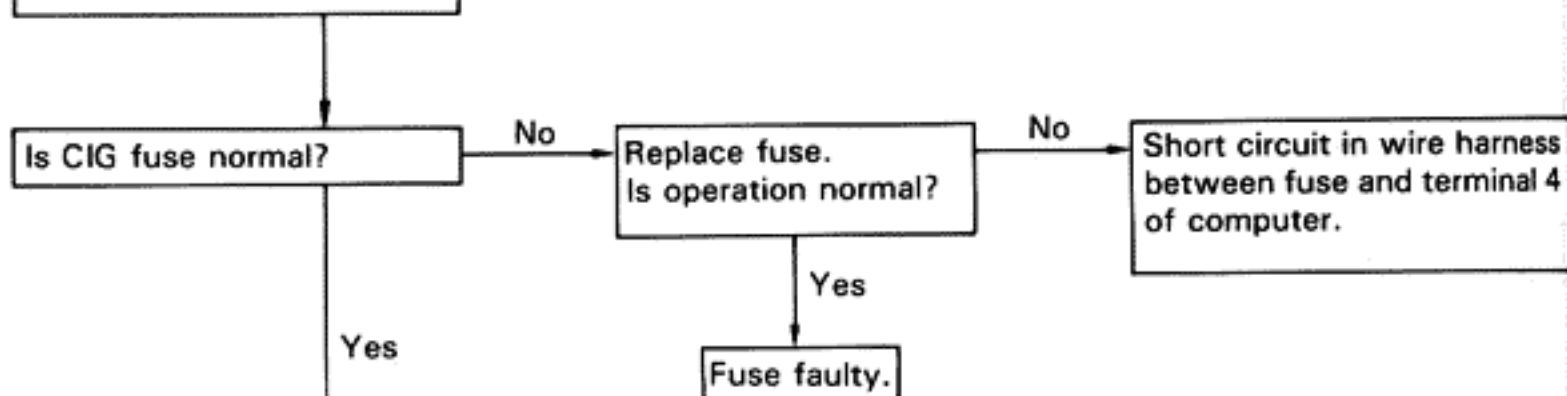 Is CIG fuse normal?
No
Replace fuse.
Is operation normal?
No
Short circuit in wire harness
between fuse and terminal 4
of computer.
Yes
Yes
Fuse faulty.